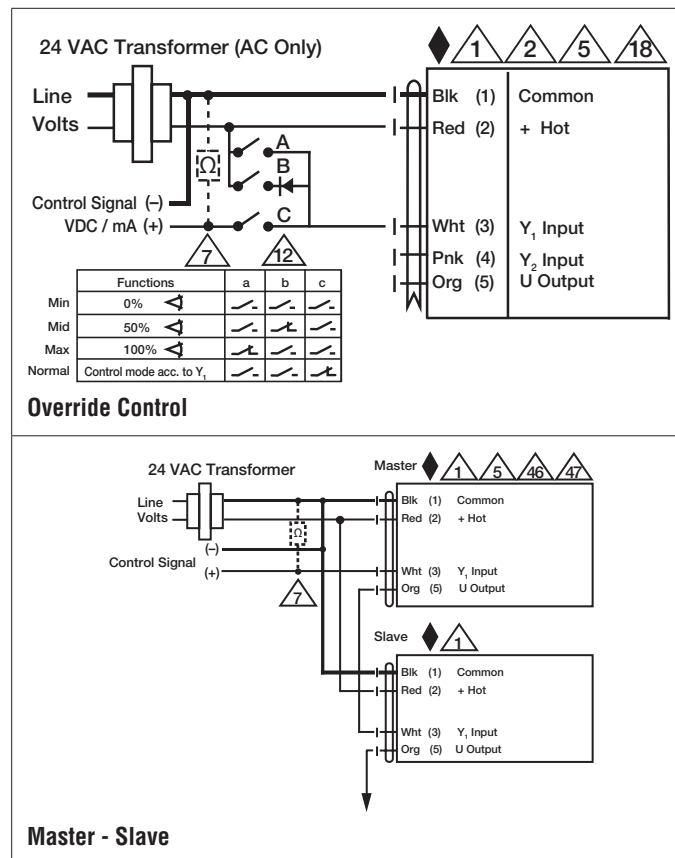 24 VAC Transformer (AC Only)
1 2 5 18
Line
Volts
Blk (1) Common
Red (2) + Hot
A
Ω
B
Control Signal (–)
VDC / mA (+)
C
Wht (3) Y₁ Input
7 12
Pnk (4) Y₂ Input
Org (5) U Output
Functions a b c
Min 0%
Mid 50%
Max 100%
Normal Control mode acc. to Y₁
Override Control
24 VAC Transformer
Master 1 5 46 47
Line
Volts
Blk (1) Common
Red (2) + Hot
Ω
(–)
Control Signal
(+)
Wht (3) Y₁ Input
Org (5) U Output
7
Slave 1
Blk (1) Common
Red (2) + Hot
Wht (3) Y₁ Input
Org (5) U Output
Master - Slave